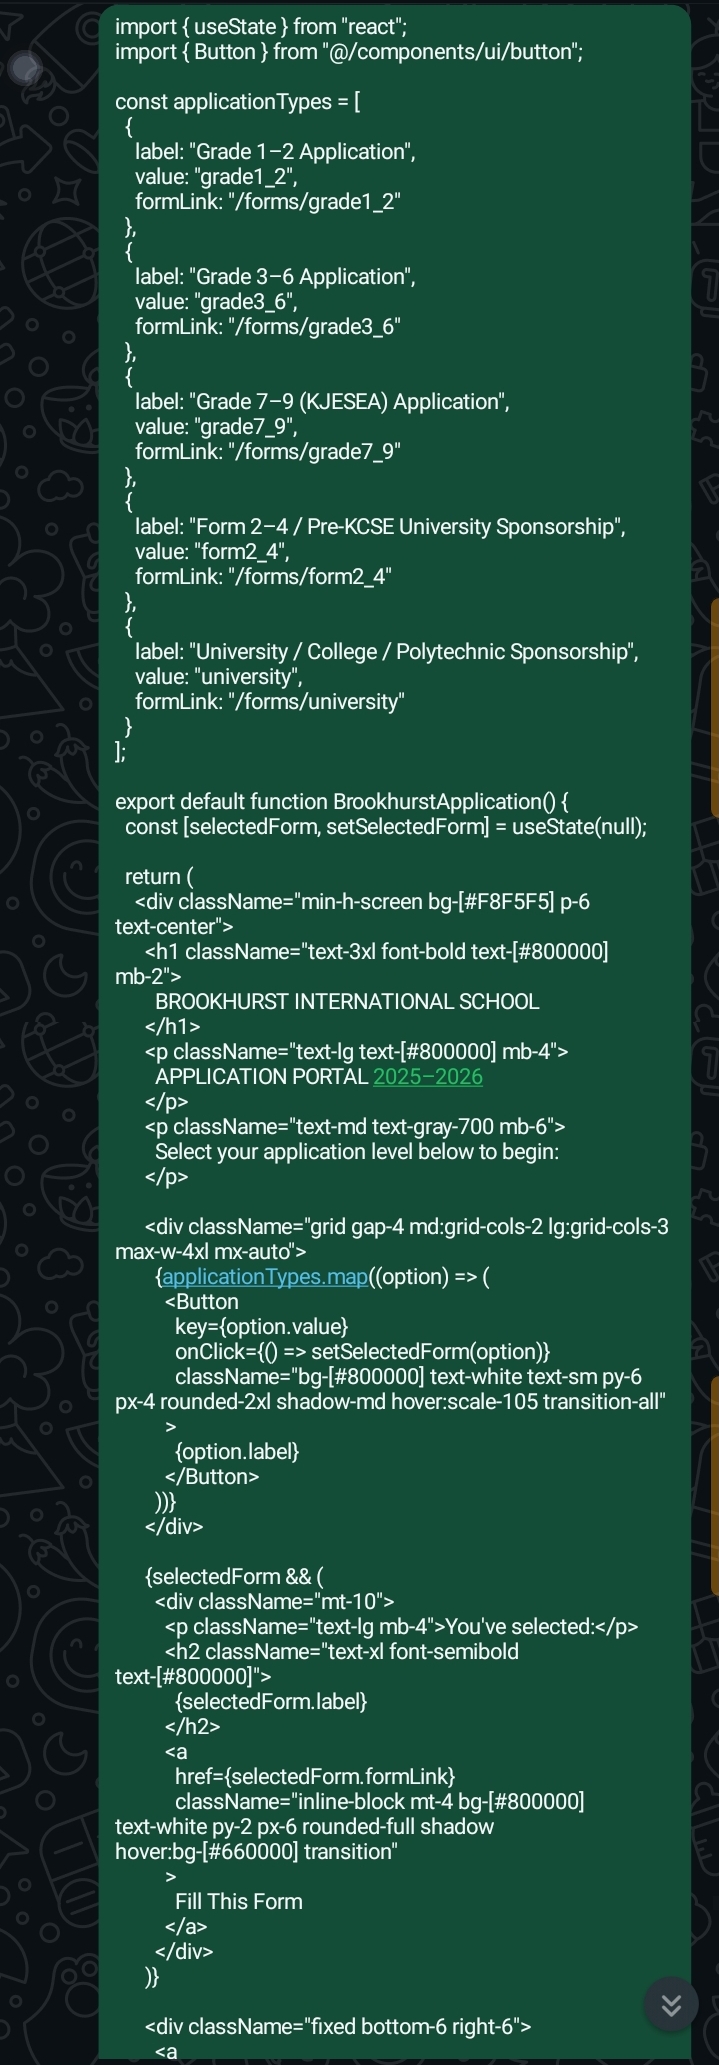 import { useState } from "react";
import { Button } from "@/components/ui/button";

const applicationTypes = [
  {
    label: "Grade 1–2 Application",
    value: "grade1_2",
    formLink: "/forms/grade1_2"
  },
  {
    label: "Grade 3–6 Application",
    value: "grade3_6",
    formLink: "/forms/grade3_6"
  },
  {
    label: "Grade 7–9 (KJESEA) Application",
    value: "grade7_9",
    formLink: "/forms/grade7_9"
  },
  {
    label: "Form 2–4 / Pre-KCSE University Sponsorship",
    value: "form2_4",
    formLink: "/forms/form2_4"
  },
  {
    label: "University / College / Polytechnic Sponsorship",
    value: "university",
    formLink: "/forms/university"
  }
];

export default function BrookhurstApplication() {
  const [selectedForm, setSelectedForm] = useState(null);

  return (
    <div className="min-h-screen bg-[#F8F5F5] p-6
text-center">
      <h1 className="text-3xl font-bold text-[#800000]
mb-2">
        BROOKHURST INTERNATIONAL SCHOOL
      </h1>
      <p className="text-lg text-[#800000] mb-4">
        APPLICATION PORTAL 2025–2026
      </p>
      <p className="text-md text-gray-700 mb-6">
        Select your application level below to begin:
      </p>

      <div className="grid gap-4 md:grid-cols-2 lg:grid-cols-3
max-w-4xl mx-auto">
        {applicationTypes.map((option) => (
          <Button
            key={option.value}
            onClick={() => setSelectedForm(option)}
            className="bg-[#800000] text-white text-sm py-6
px-4 rounded-2xl shadow-md hover:scale-105 transition-all"
          >
            {option.label}
          </Button>
        ))}
      </div>

      {selectedForm && (
        <div className="mt-10">
          <p className="text-lg mb-4">You've selected:</p>
          <h2 className="text-xl font-semibold
text-[#800000]">
            {selectedForm.label}
          </h2>
          <a
            href={selectedForm.formLink}
            className="inline-block mt-4 bg-[#800000]
text-white py-2 px-6 rounded-full shadow
hover:bg-[#660000] transition"
          >
            Fill This Form
          </a>
        </div>
      )}

      <div className="fixed bottom-6 right-6">
        <a